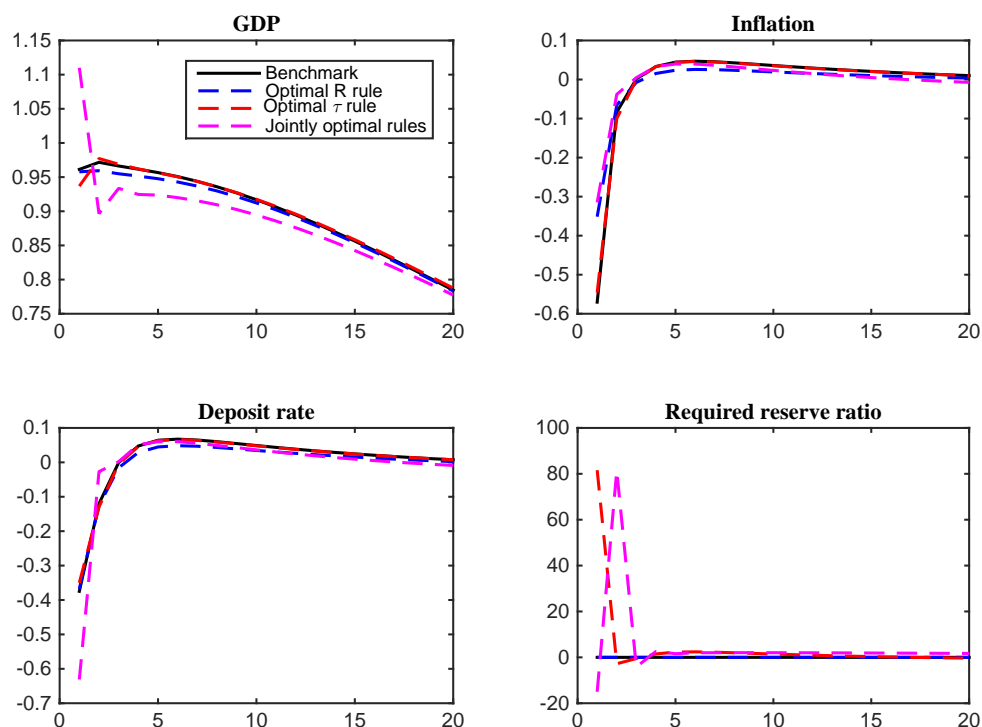 GDP
1.15
1.1
1.05
1
0.95
0.9
0.85
0.8
0.75
0 5 10 15 20
Benchmark
Optimal R rule
Optimal τ rule
Jointly optimal rules
Inflation
0.1
0
-0.1
-0.2
-0.3
-0.4
-0.5
-0.6
0 5 10 15 20
Deposit rate
0.1
0
-0.1
-0.2
-0.3
-0.4
-0.5
-0.6
-0.7
0 5 10 15 20
Required reserve ratio
100
80
60
40
20
0
-20
0 5 10 15 20